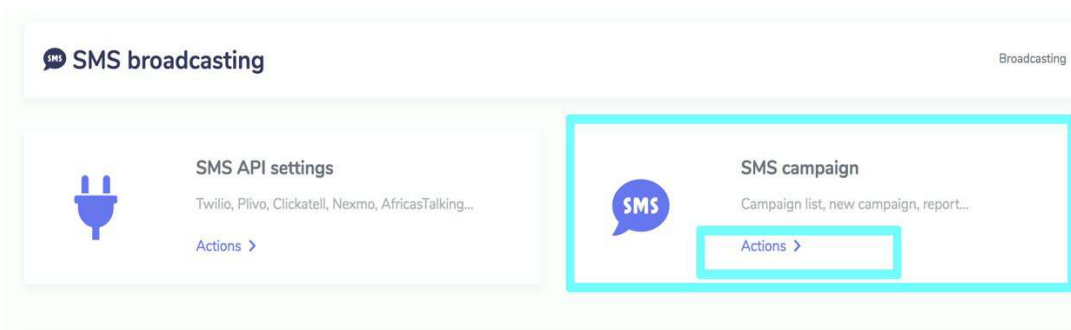 SMS SMS broadcasting
Broadcasting
SMS API settings
Twilio, Plivo, Clickatell, Nexmo, AfricasTalking...
Actions >
SMS
SMS campaign
Campaign list, new campaign, report...
Actions >